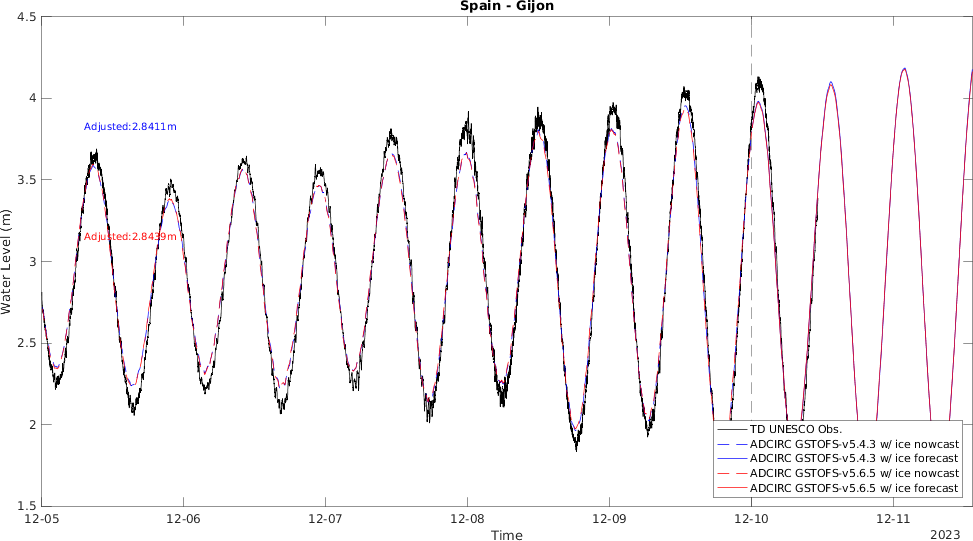 Spain - Gijon
4.5
4
3.5
3
2.5
2
1.5
Water Level (m)
Adjusted:2.8411m
Adjusted:2.8439m
TD UNESCO Obs.
ADCIRC GSTOFS-v5.4.3 w/ ice nowcast
ADCIRC GSTOFS-v5.4.3 w/ ice forecast
ADCIRC GSTOFS-v5.6.5 w/ ice nowcast
ADCIRC GSTOFS-v5.6.5 w/ ice forecast
12-05 12-06 12-07 12-08 12-09 12-10 12-11
Time
2023